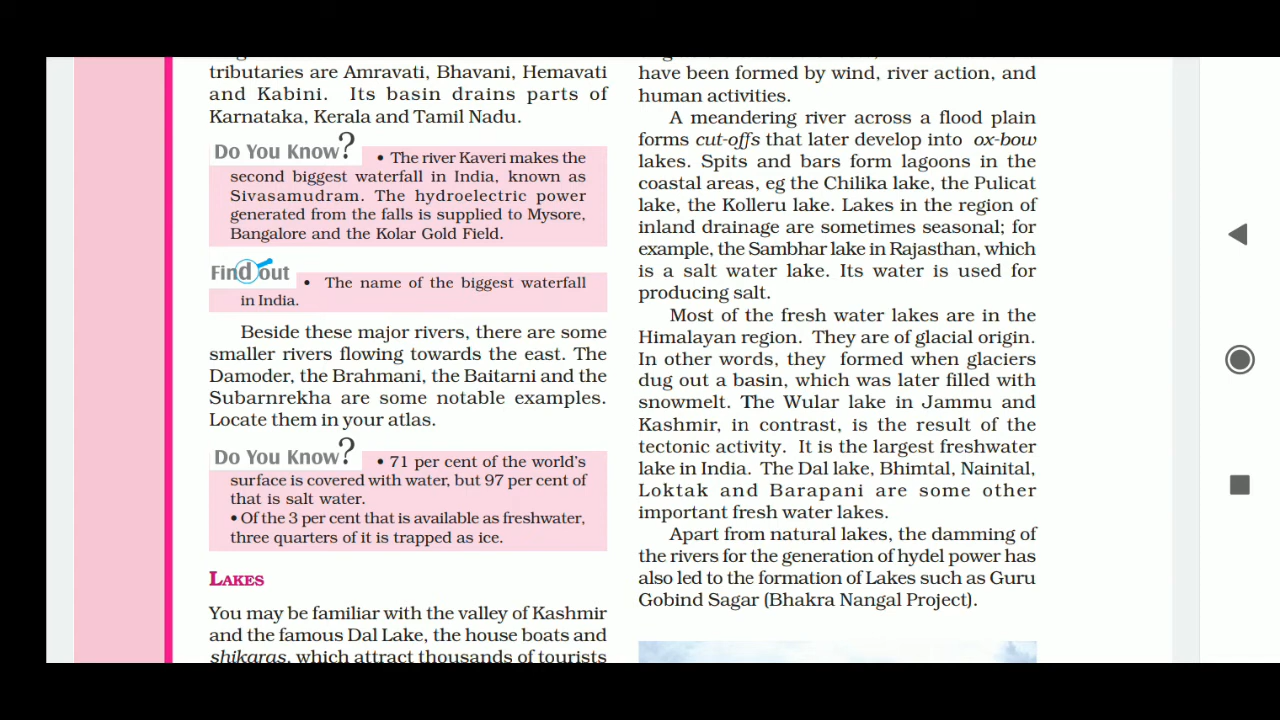 tributaries are Amravati, Bhavani, Hemavati
and Kabini. Its basin drains parts of
Karnataka, Kerala and Tamil Nadu.
Do You Know? • The river Kaveri makes the
second biggest waterfall in India, known as
Sivasamudram. The hydroelectric power
generated from the falls is supplied to Mysore,
Bangalore and the Kolar Gold Field.
Find out • The name of the biggest waterfall
in India.
Beside these major rivers, there are some
smaller rivers flowing towards the east. The
Damoder, the Brahmani, the Baitarni and the
Subarnrekha are some notable examples.
Locate them in your atlas.
Do You Know? • 71 per cent of the world's
surface is covered with water, but 97 per cent of
that is salt water.
• Of the 3 per cent that is available as freshwater,
three quarters of it is trapped as ice.
LAKES
You may be familiar with the valley of Kashmir
and the famous Dal Lake, the house boats and
shikaras, which attract thousands of tourists
have been formed by wind, river action, and
human activities.
A meandering river across a flood plain
forms cut-offs that later develop into ox-bow
lakes. Spits and bars form lagoons in the
coastal areas, eg the Chilika lake, the Pulicat
lake, the Kolleru lake. Lakes in the region of
inland drainage are sometimes seasonal; for
example, the Sambhar lake in Rajasthan, which
is a salt water lake. Its water is used for
producing salt.
Most of the fresh water lakes are in the
Himalayan region. They are of glacial origin.
In other words, they formed when glaciers
dug out a basin, which was later filled with
snowmelt. The Wular lake in Jammu and
Kashmir, in contrast, is the result of the
tectonic activity. It is the largest freshwater
lake in India. The Dal lake, Bhimtal, Nainital,
Loktak and Barapani are some other
important fresh water lakes.
Apart from natural lakes, the damming of
the rivers for the generation of hydel power has
also led to the formation of Lakes such as Guru
Gobind Sagar (Bhakra Nangal Project).